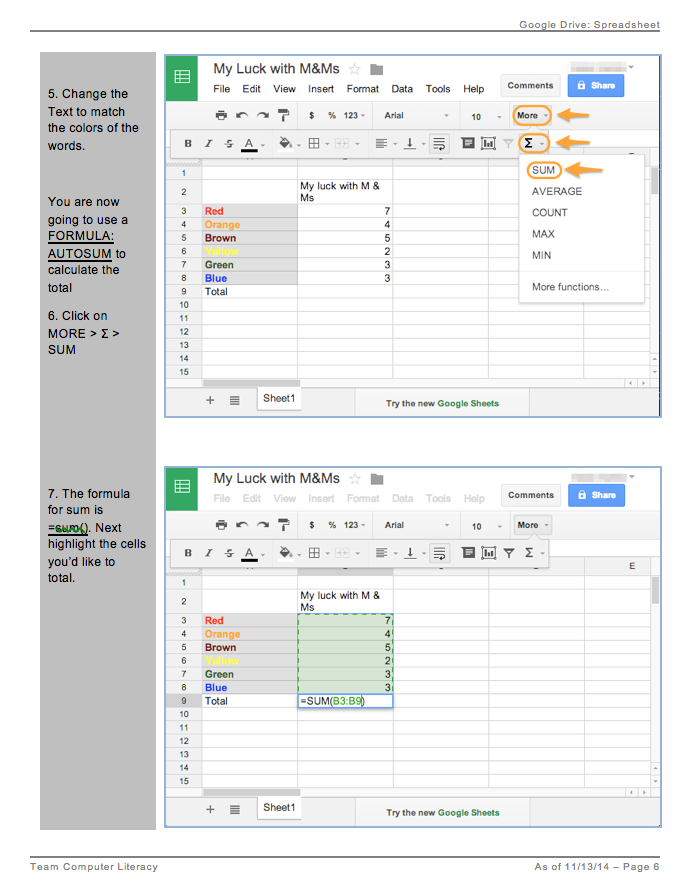 Google Drive: Spreadsheet
5. Change the
Text to match
the colors of the
words.
You are now
going to use a
FORMULA:
AUTOSUM to
calculate the
total
6. Click on
MORE > Σ >
SUM
My Luck with M&Ms
File Edit View Insert Format Data Tools Help
Comments
Share
$ % 123 Arial 10 More
B I S A Σ
SUM
AVERAGE
COUNT
MAX
MIN
More functions...
1
2 My luck with M &
Ms
3 Red 7
4 Orange 4
5 Brown 5
6 Yellow 2
7 Green 3
8 Blue 3
9 Total
10
11
12
13
14
15
+ Sheet1
Try the new Google Sheets
7. The formula
for sum is
=sum(). Next
highlight the cells
you'd like to
total.
My Luck with M&Ms
File Edit View Insert Format Data Tools Help
Comments
Share
$ % 123 Arial 10 More
B I S A Σ
E
1
2 My luck with M &
Ms
3 Red 7
4 Orange 4
5 Brown 5
6 Yellow 2
7 Green 3
8 Blue 3
9 Total =SUM(B3:B9)
10
11
12
13
14
15
+ Sheet1
Try the new Google Sheets
Team Computer Literacy
As of 11/13/14 – Page 6